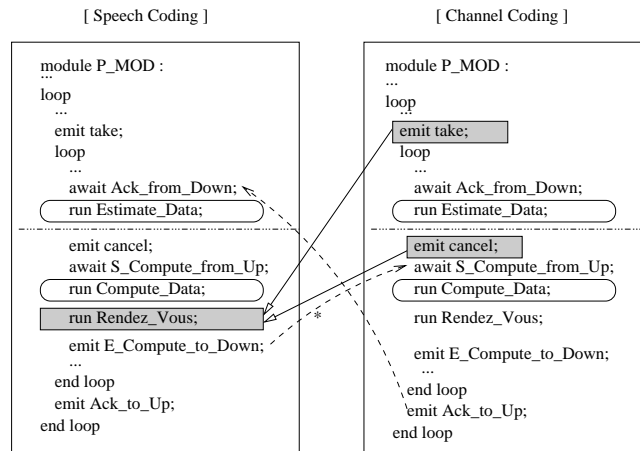 [ Speech Coding ]
module P_MOD :
...
loop
...
emit take;
loop
...
await Ack_from_Down;
run Estimate_Data;
emit cancel;
await S_Compute_from_Up;
run Compute_Data;
run Rendez_Vous;
emit E_Compute_to_Down;
...
end loop
emit Ack_to_Up;
end loop
*
[ Channel Coding ]
module P_MOD :
...
loop
...
emit take;
loop
...
await Ack_from_Down;
run Estimate_Data;
emit cancel;
await S_Compute_from_Up;
run Compute_Data;
run Rendez_Vous;
emit E_Compute_to_Down;
...
end loop
emit Ack_to_Up;
end loop